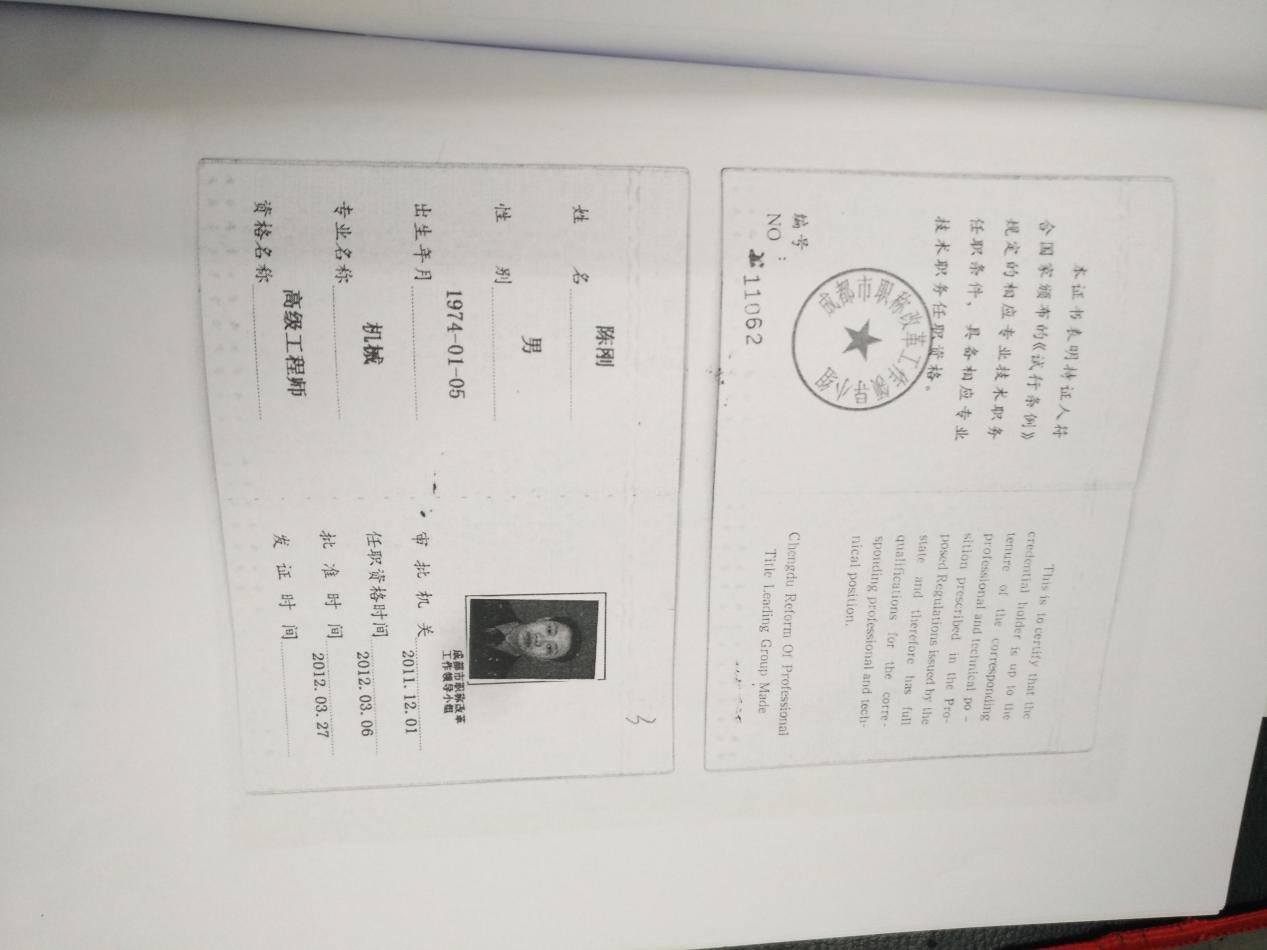 本证书表明持证人符
合国家颁布的《试行条例》
规定的相应专业技术职务
任职条件，具备相应专业
技术职务任职资格。
成都市职称改革工作领导小组
编号
NO：
11062
This is to certify that the
credential holder is up to the
tenure of the corresponding
professional and technical po-
sition prescribed in the Pro-
posed Regulations issued by the
state and therefore has full
qualifications for the corre-
sponding professional and tech-
nical position.
Chengdu Reform Of Professional
Title Leading Group Made
姓名 陈刚
性别 男
出生年月 1974-01-05
专业名称 机械
资格名称 高级工程师
3
审批机关 成都市职称改革
工作领导小组
任职资格时间 2011.12.01
批准时间 2012.03.06
发证时间 2012.03.27